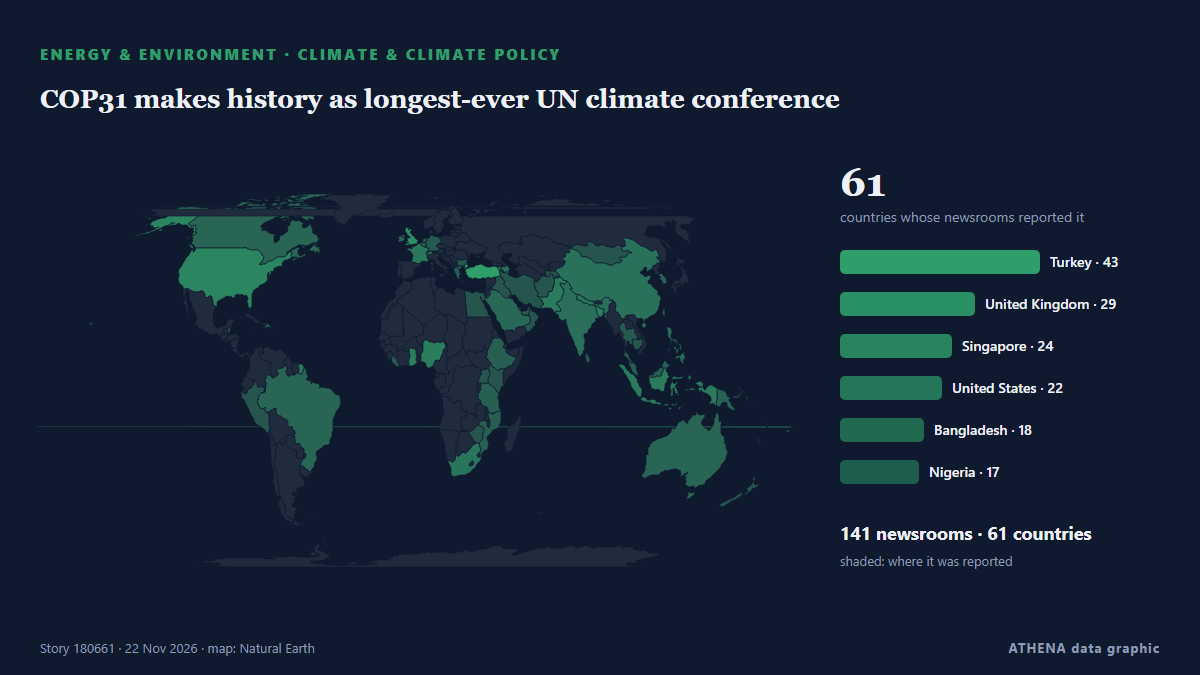 ENERGY & ENVIRONMENT · CLIMATE & CLIMATE POLICY
COP31 makes history as longest-ever UN climate conference
61
countries whose newsrooms reported it
Turkey · 43
United Kingdom · 29
Singapore · 24
United States · 22
Bangladesh · 18
Nigeria · 17
141 newsrooms · 61 countries
shaded: where it was reported
Story 180661 · 22 Nov 2026 · map: Natural Earth
ATHENA data graphic